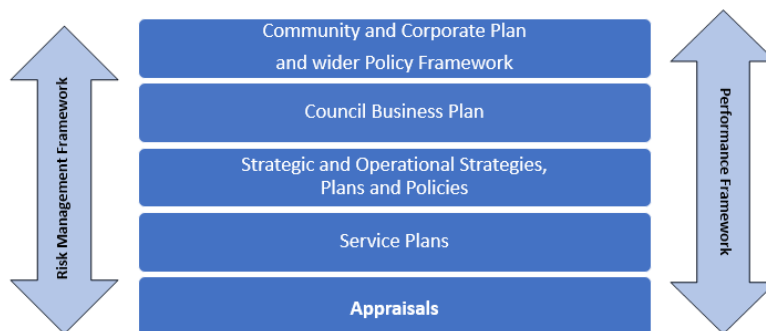 Community and Corporate Plan
and wider Policy Framework
Council Business Plan
Strategic and Operational Strategies,
Plans and Policies
Service Plans
Appraisals
Risk Management Framework
Performance Framework